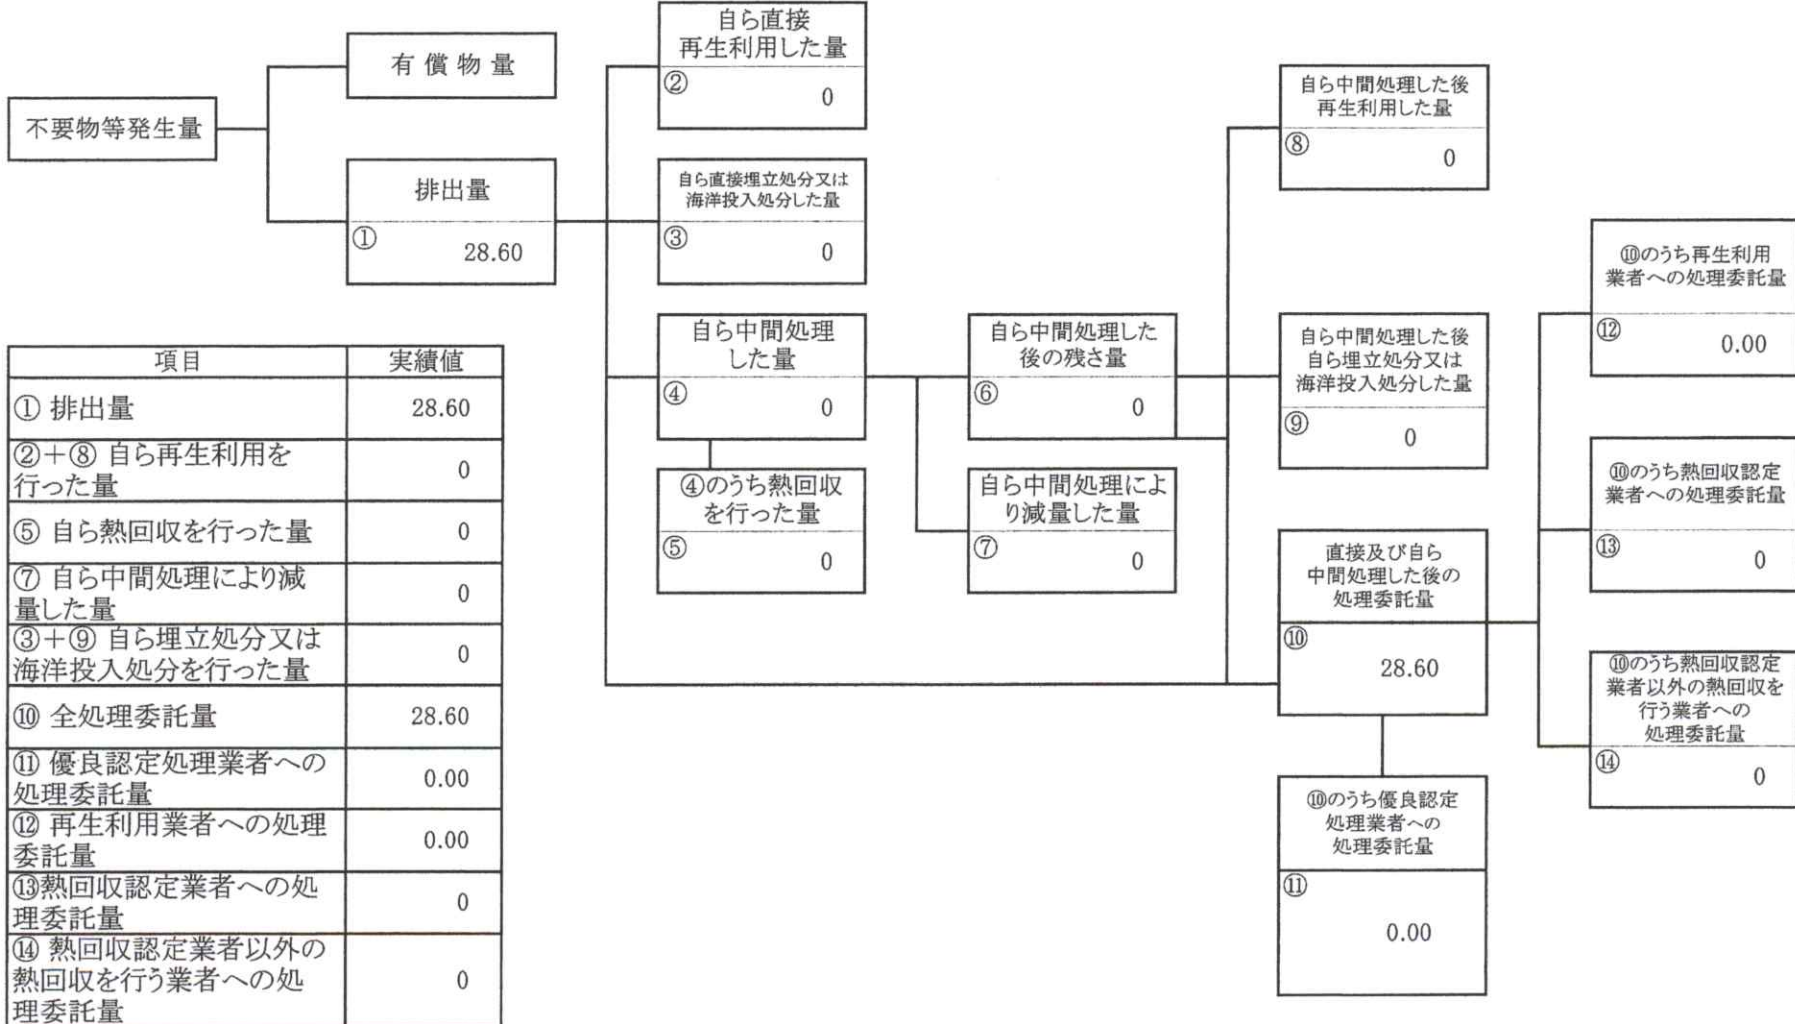 不要物等発生量
有償物量
排出量
①
28.60
自ら直接
再生利用した量
②
0
自ら直接埋立処分又は
海洋投入処分した量
③
0
自ら中間処理
した量
④
0
④のうち熱回収
を行った量
⑤
0
自ら中間処理した
後の残さ量
⑥
0
自ら中間処理によ
り減量した量
⑦
0
自ら中間処理した後
再生利用した量
⑧
0
自ら中間処理した後
自ら埋立処分又は
海洋投入処分した量
⑨
0
直接及び自ら
中間処理した後の
処理委託量
⑩
28.60
⑩のうち優良認定
処理業者への
処理委託量
⑪
0.00
⑩のうち再生利用
業者への処理委託量
⑫
0.00
⑩のうち熱回収認定
業者への処理委託量
⑬
0
⑩のうち熱回収認定
業者以外の熱回収を
行う業者への
処理委託量
⑭
0
項目 実績値
① 排出量 28.60
②+⑧ 自ら再生利用を
行った量 0
⑤ 自ら熱回収を行った量 0
⑦ 自ら中間処理により減
量した量 0
③+⑨ 自ら埋立処分又は
海洋投入処分を行った量 0
⑩ 全処理委託量 28.60
⑪ 優良認定処理業者への
処理委託量 0.00
⑫ 再生利用業者への処理
委託量 0.00
⑬熱回収認定業者への処
理委託量 0
⑭ 熱回収認定業者以外の
熱回収を行う業者への処
理委託量 0